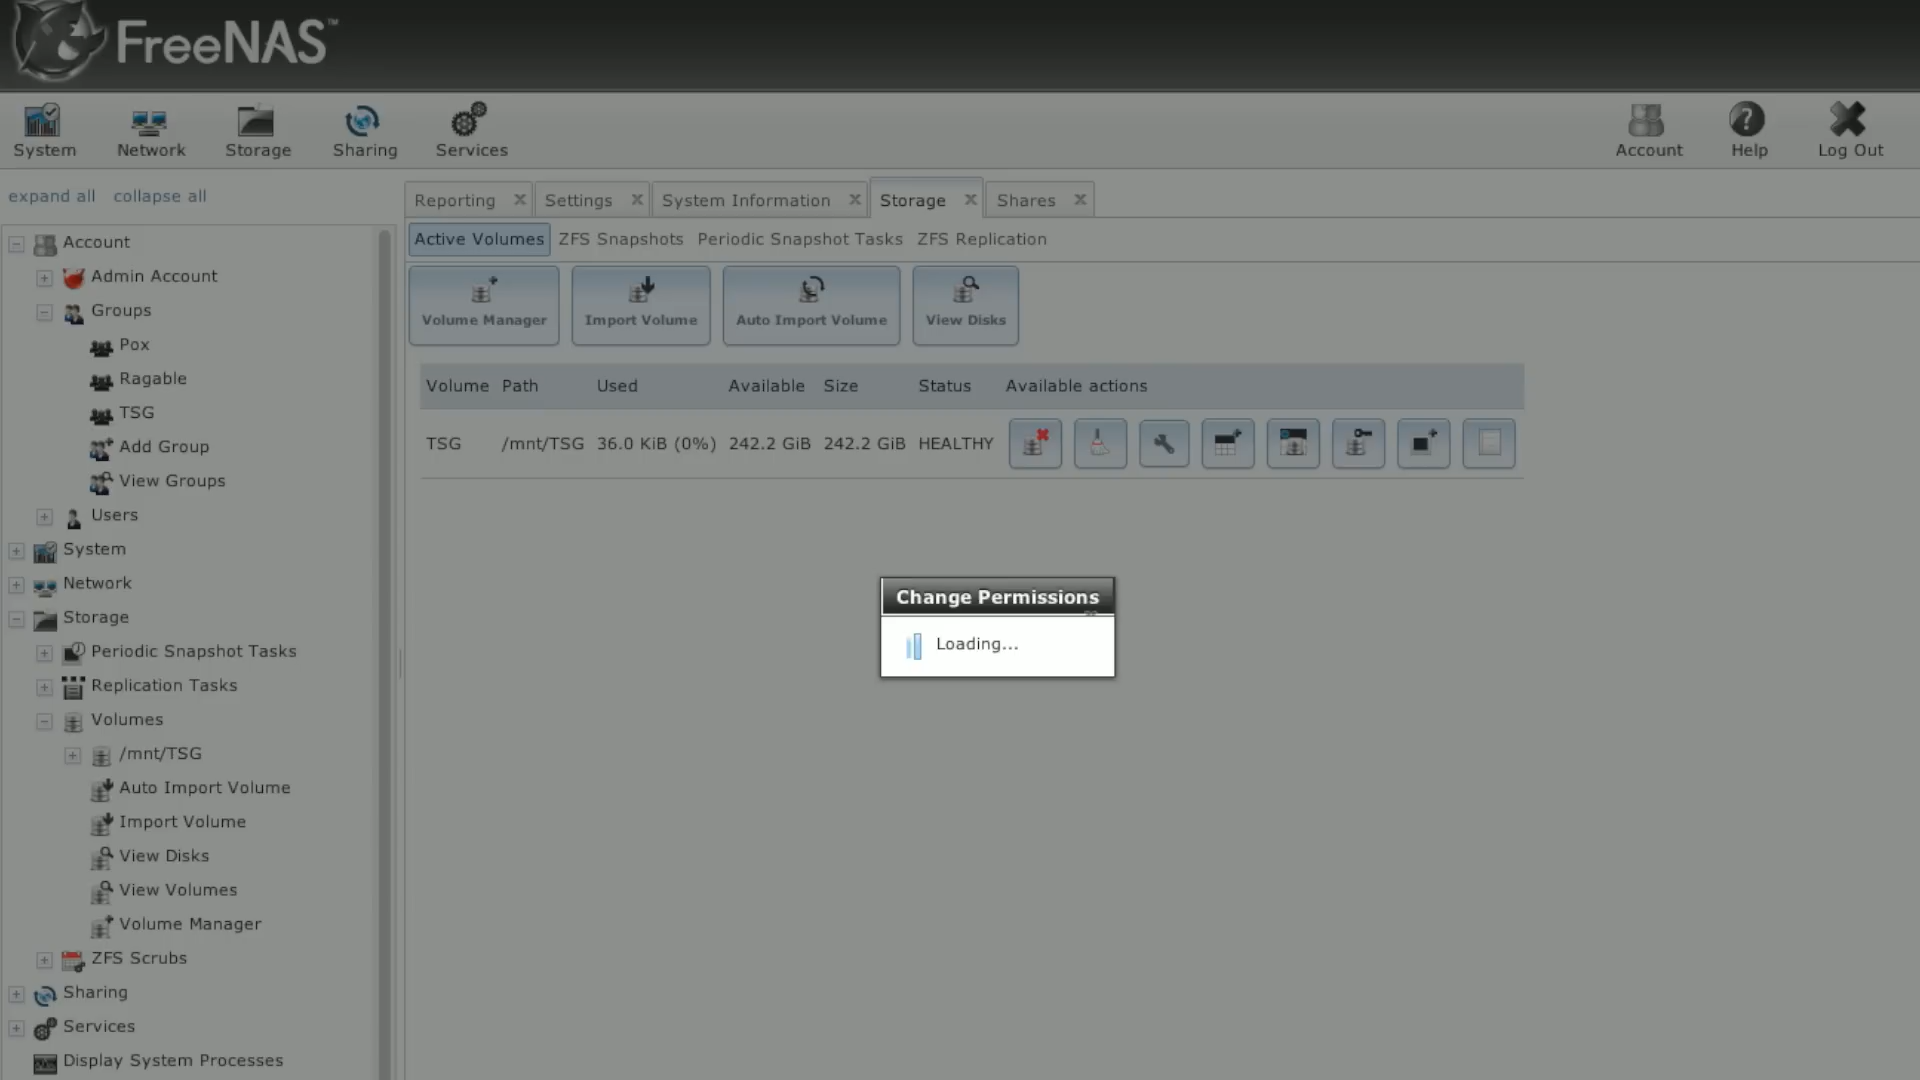 FreeNAS™
System
Network
Storage
Sharing
Services
Account
Help
Log Out
expand all collapse all
Account
Admin Account
Groups
Pox
Ragable
TSG
Add Group
View Groups
Users
System
Network
Storage
Periodic Snapshot Tasks
Replication Tasks
Volumes
/mnt/TSG
Auto Import Volume
Import Volume
View Disks
View Volumes
Volume Manager
ZFS Scrubs
Sharing
Services
Display System Processes
Reporting Settings System Information Storage Shares
Active Volumes ZFS Snapshots Periodic Snapshot Tasks ZFS Replication
Volume Manager
Import Volume
Auto Import Volume
View Disks
Volume Path Used Available Size Status Available actions
TSG /mnt/TSG 36.0 KiB (0%) 242.2 GiB 242.2 GiB HEALTHY
Change Permissions
Loading...